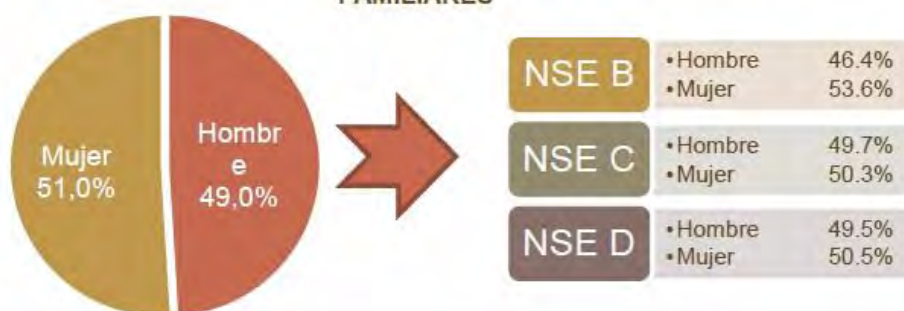 FAMILIARES
Mujer
51,0%
Hombr
e
49,0%
NSE B
•Hombre 46.4%
•Mujer 53.6%
NSE C
•Hombre 49.7%
•Mujer 50.3%
NSE D
•Hombre 49.5%
•Mujer 50.5%